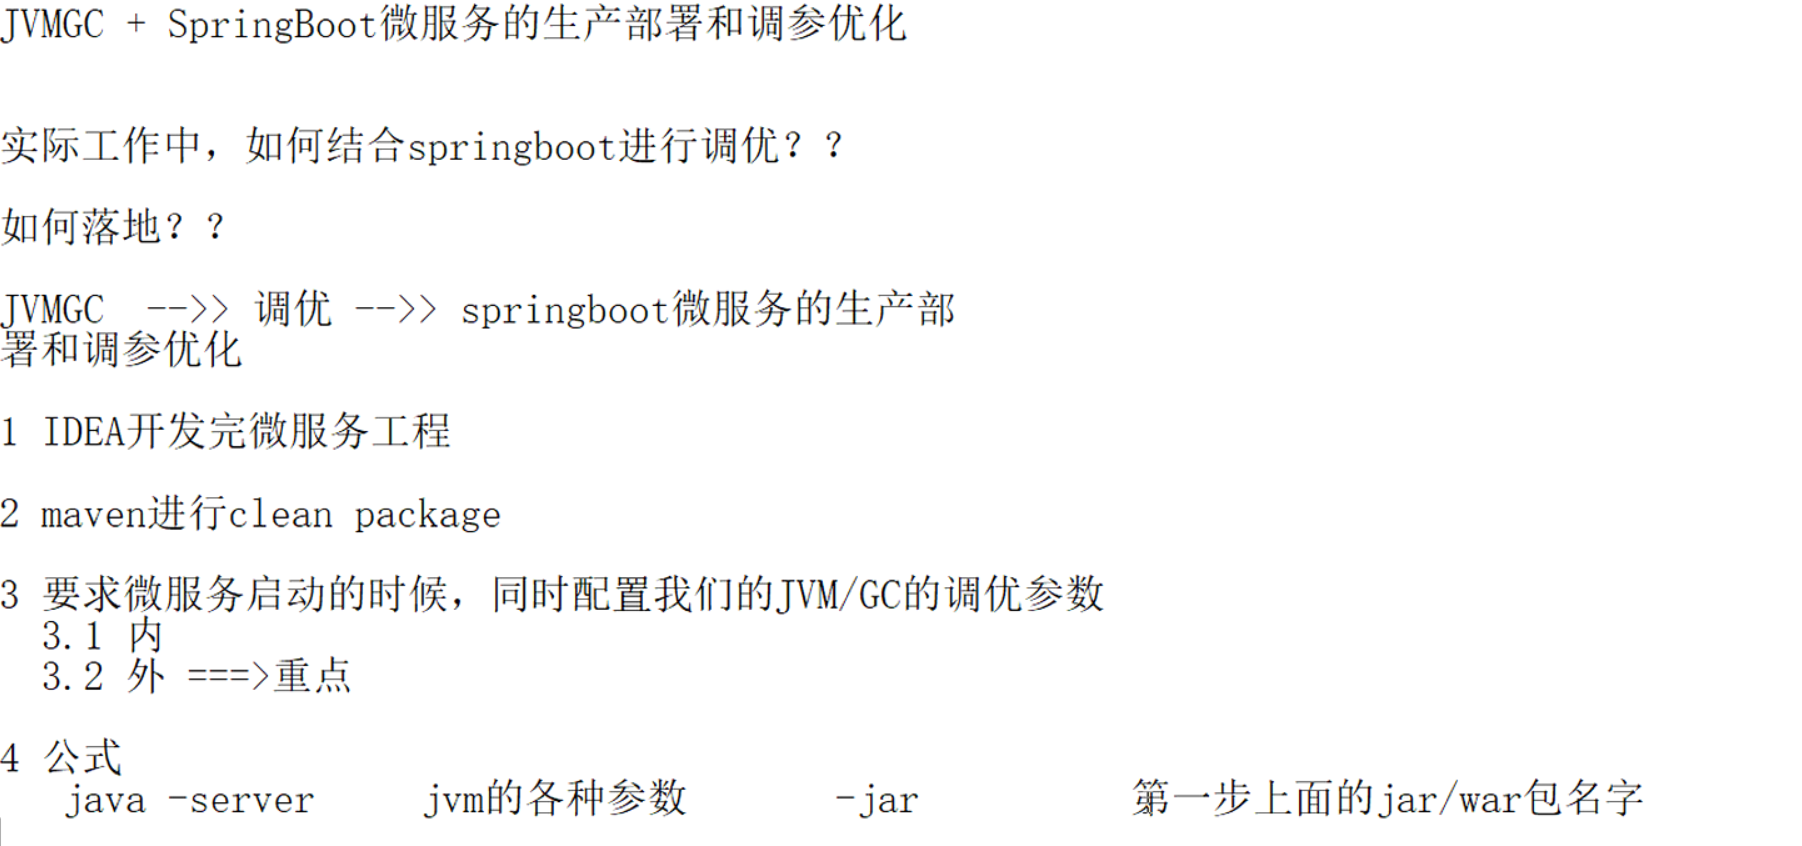 JVMGC + SpringBoot微服务的生产部署和调参优化
实际工作中，如何结合springboot进行调优？？
如何落地？？
JVMGC  -->> 调优 -->> springboot微服务的生产部
署和调参优化
1 IDEA开发完微服务工程
2 maven进行clean package
3 要求微服务启动的时候，同时配置我们的JVM/GC的调优参数
3.1 内
3.2 外 ===>重点
4 公式
java -server     jvm的各种参数     -jar     第一步上面的jar/war包名字